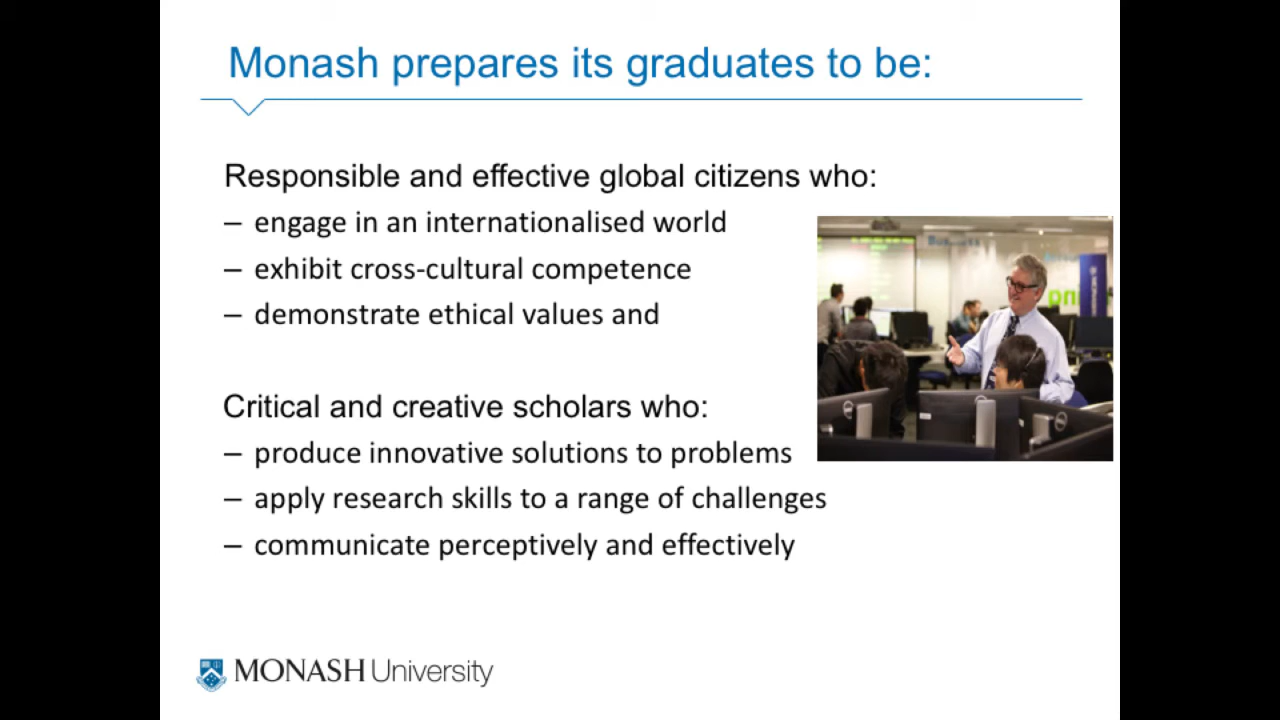 Monash prepares its graduates to be:
Responsible and effective global citizens who:
– engage in an internationalised world
– exhibit cross-cultural competence
– demonstrate ethical values and
Critical and creative scholars who:
– produce innovative solutions to problems
– apply research skills to a range of challenges
– communicate perceptively and effectively
MONASH University